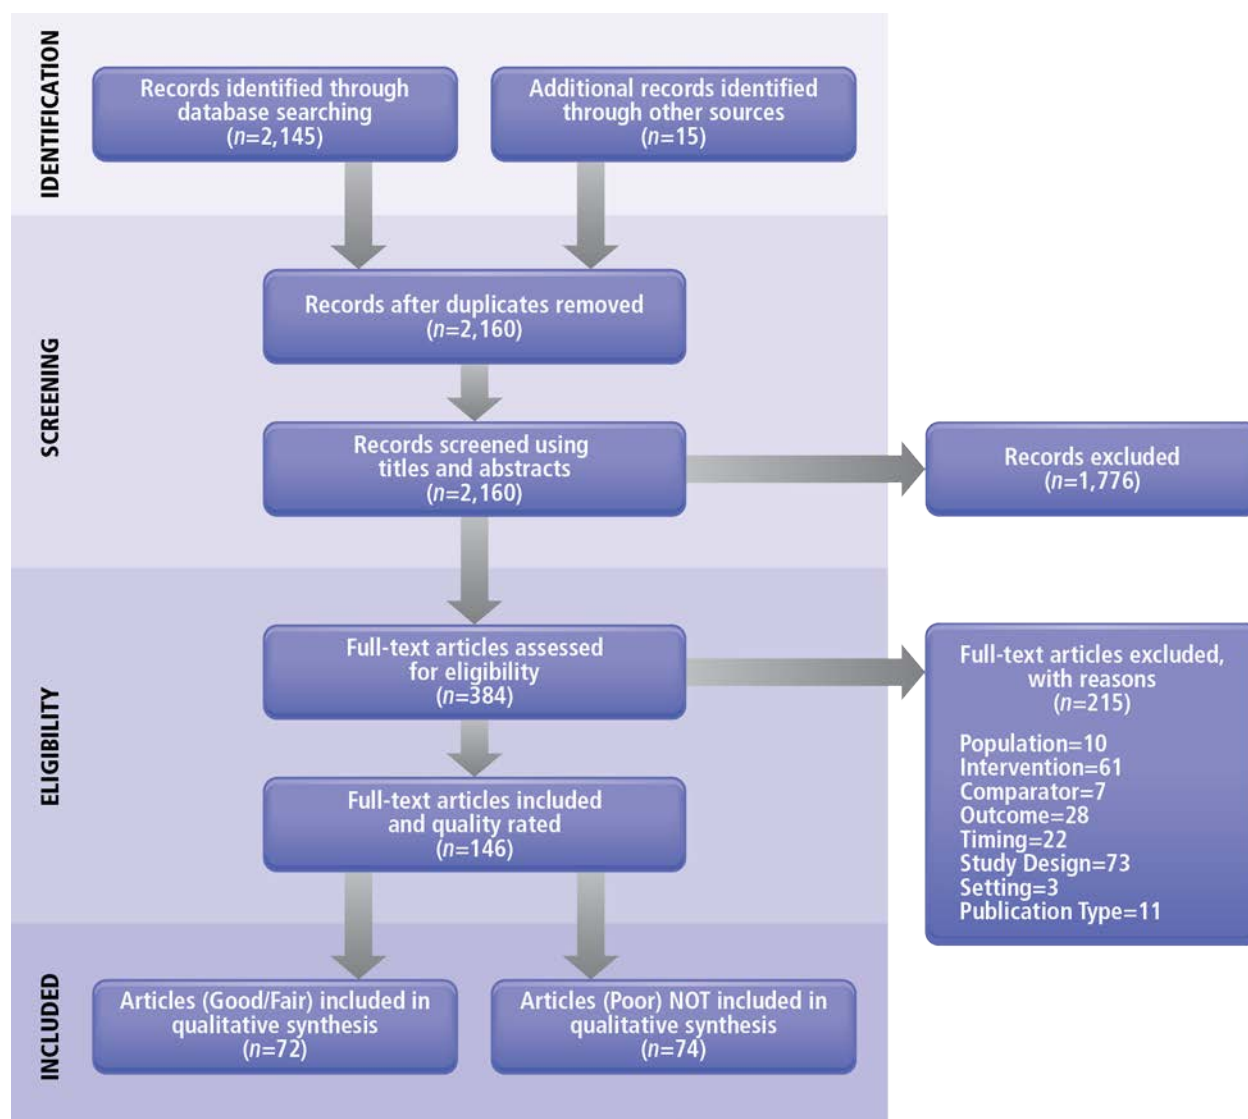 IDENTIFICATION
Records identified through
database searching
(n=2,145)
Additional records identified
through other sources
(n=15)
SCREENING
Records after duplicates removed
(n=2,160)
Records screened using
titles and abstracts
(n=2,160)
Records excluded
(n=1,776)
ELIGIBILITY
Full-text articles assessed
for eligibility
(n=384)
Full-text articles excluded,
with reasons
(n=215)
Population=10
Intervention=61
Comparator=7
Outcome=28
Timing=22
Study Design=73
Setting=3
Publication Type=11
Full-text articles included
and quality rated
(n=146)
INCLUDED
Articles (Good/Fair) included in
qualitative synthesis
(n=72)
Articles (Poor) NOT included in
qualitative synthesis
(n=74)